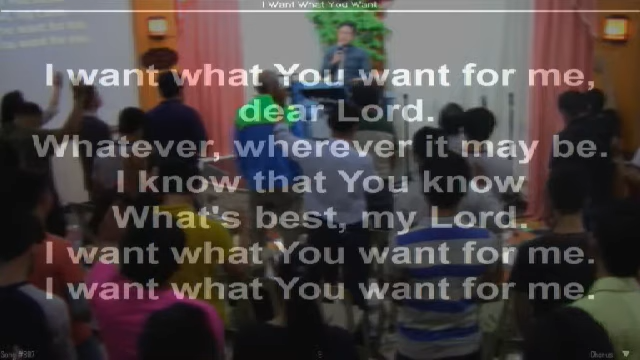 I Want What You Want
I want what You want for me,
dear Lord.
Whatever, wherever it may be.
I know that You know
What's best, my Lord.
I want what You want for me.
I want what You want for me.
Chorus